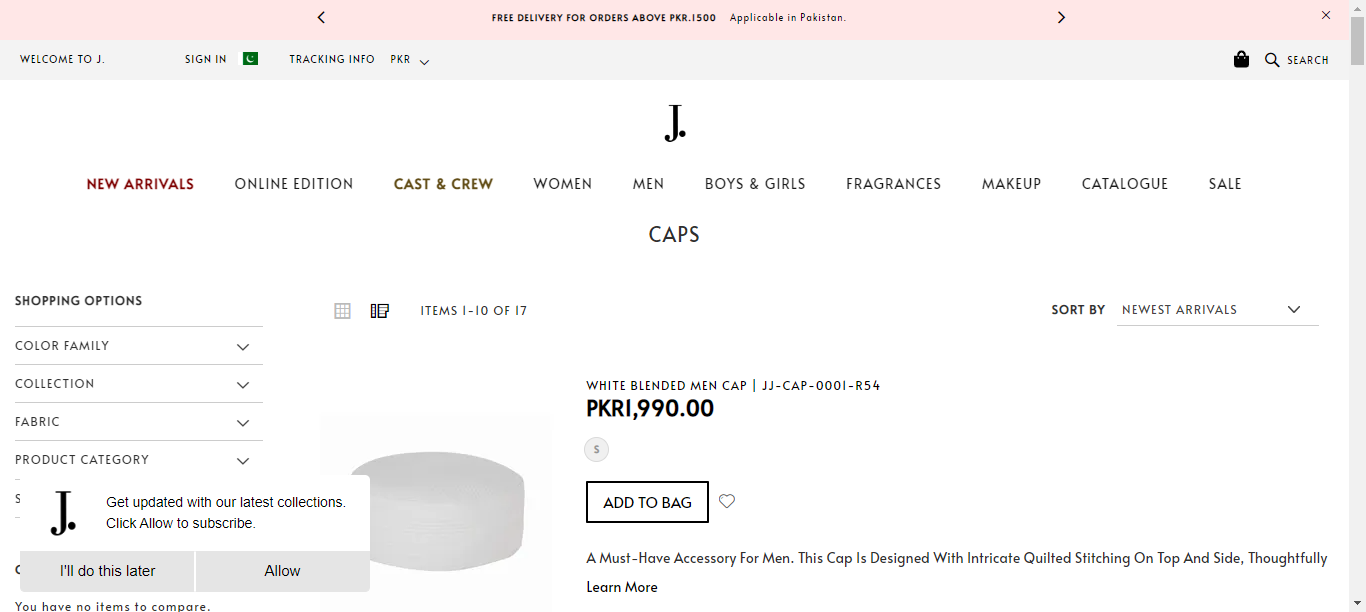 FREE DELIVERY FOR ORDERS ABOVE PKR.1500 Applicable in Pakistan.
WELCOME TO J. SIGN IN TRACKING INFO PKR SEARCH
J.
NEW ARRIVALS ONLINE EDITION CAST & CREW WOMEN MEN BOYS & GIRLS FRAGRANCES MAKEUP CATALOGUE SALE
CAPS
SHOPPING OPTIONS
COLOR FAMILY
COLLECTION
FABRIC
PRODUCT CATEGORY
S
ITEMS 1-10 OF 17
SORT BY NEWEST ARRIVALS
WHITE BLENDED MEN CAP | JJ-CAP-0001-R54
PKR1,990.00
S
ADD TO BAG
A Must-Have Accessory For Men. This Cap Is Designed With Intricate Quilted Stitching On Top And Side, Thoughtfully
Learn More
J.
Get updated with our latest collections.
Click Allow to subscribe.
I'll do this later Allow
You have no items to compare.